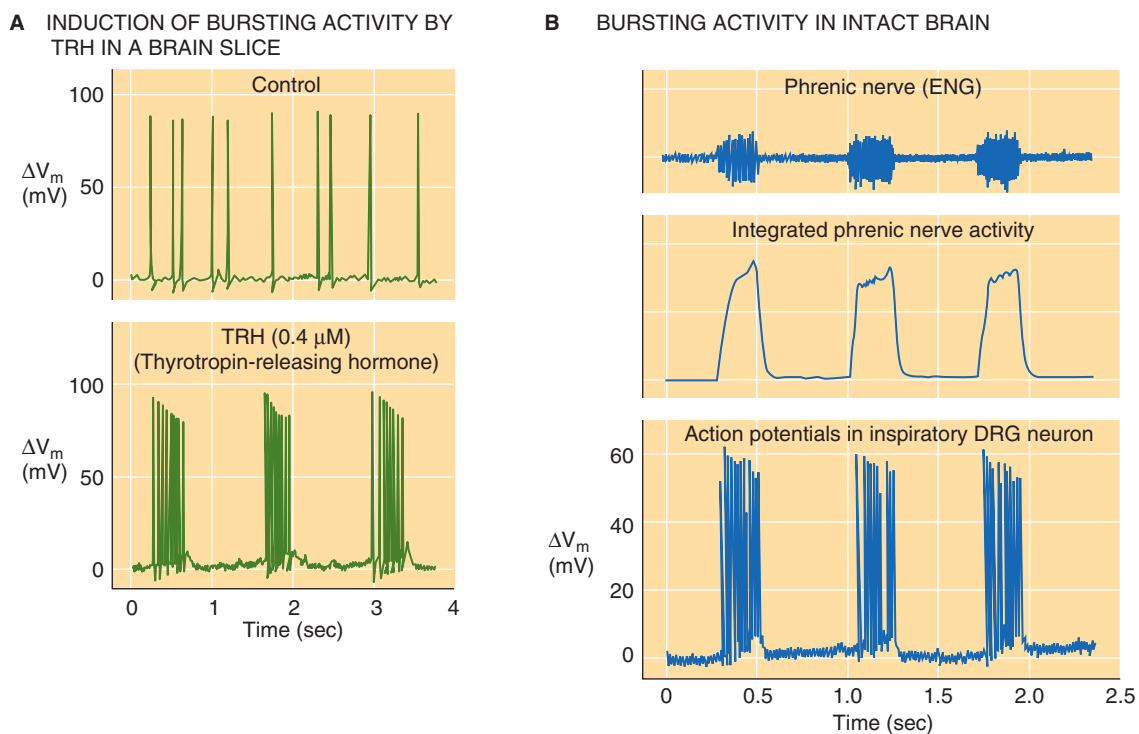 A INDUCTION OF BURSTING ACTIVITY BY
TRH IN A BRAIN SLICE
Control
100
50
0
ΔVm
(mV)
TRH (0.4 μM)
(Thyrotropin-releasing hormone)
100
50
0
ΔVm
(mV)
0 1 2 3 4
Time (sec)
B BURSTING ACTIVITY IN INTACT BRAIN
Phrenic nerve (ENG)
Integrated phrenic nerve activity
Action potentials in inspiratory DRG neuron
60
40
20
0
ΔVm
(mV)
0 0.5 1.0 1.5 2.0 2.5
Time (sec)